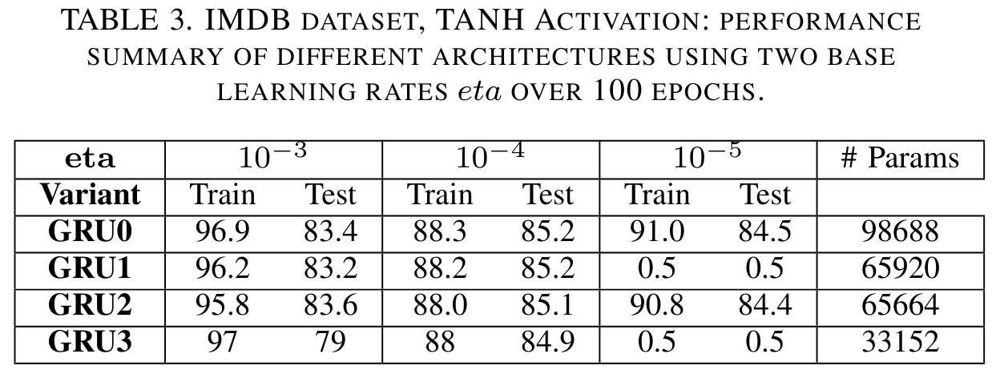 TABLE 3. IMDB DATASET, TANH ACTIVATION: PERFORMANCE
SUMMARY OF DIFFERENT ARCHITECTURES USING TWO BASE
LEARNING RATES eta OVER 100 EPOCHS.
eta 10⁻³ 10⁻⁴ 10⁻⁵ # Params
Variant Train Test Train Test Train Test
GRU0 96.9 83.4 88.3 85.2 91.0 84.5 98688
GRU1 96.2 83.2 88.2 85.2 0.5 0.5 65920
GRU2 95.8 83.6 88.0 85.1 90.8 84.4 65664
GRU3 97 79 88 84.9 0.5 0.5 33152